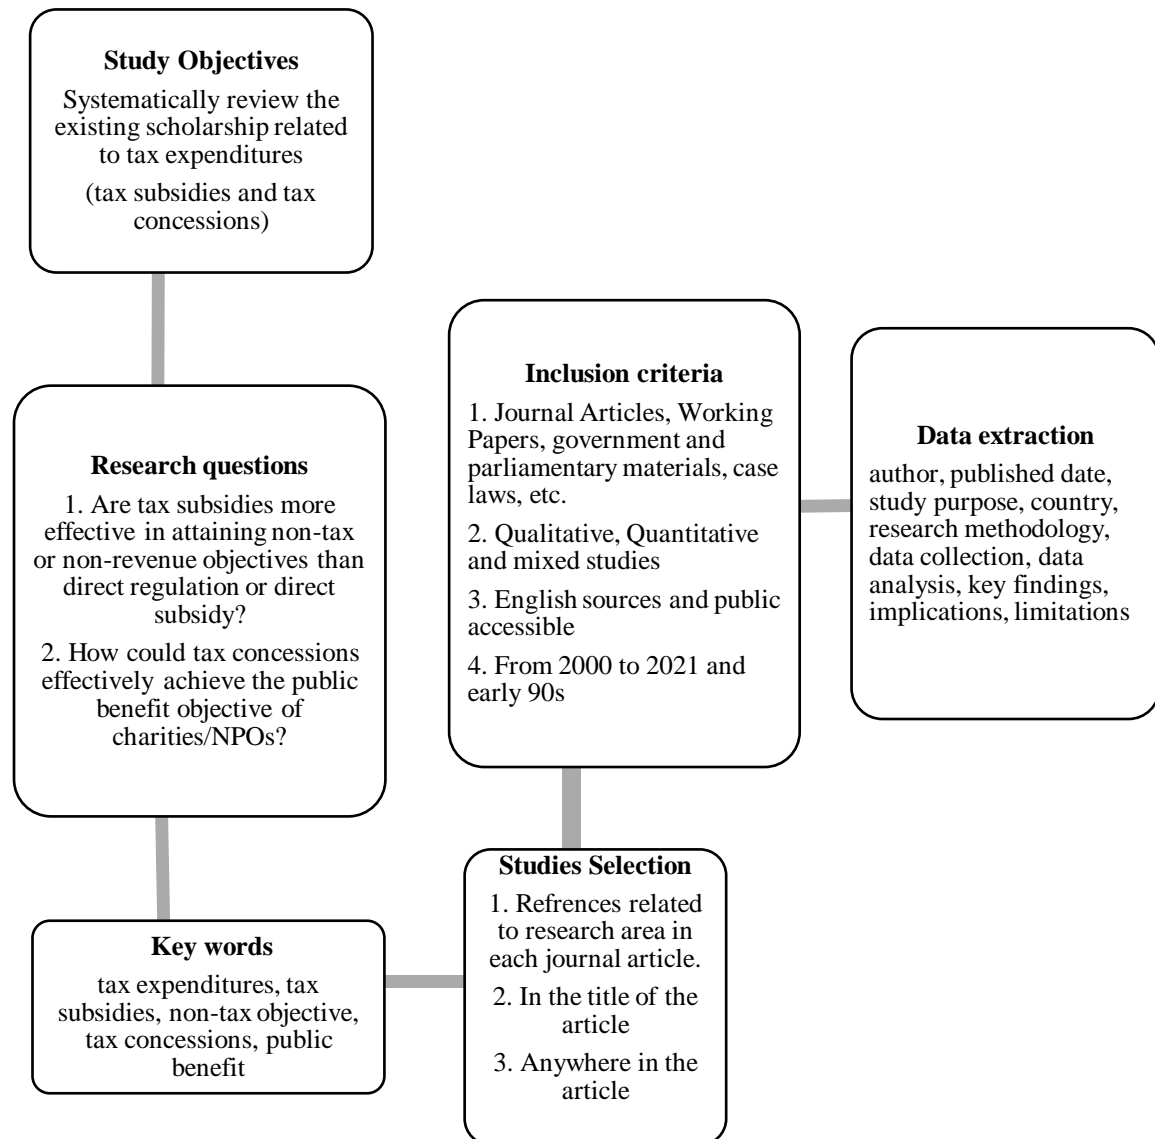 Study Objectives
Systematically review the
existing scholarship related
to tax expenditures
(tax subsidies and tax
concessions)
Research questions
1. Are tax subsidies more
effective in attaining non-tax
or non-revenue objectives than
direct regulation or direct
subsidy?
2. How could tax concessions
effectively achieve the public
benefit objective of
charities/NPOs?
Key words
tax expenditures, tax
subsidies, non-tax objective,
tax concessions, public
benefit
Studies Selection
1. Refrences related
to research area in
each journal article.
2. In the title of the
article
3. Anywhere in the
article
Inclusion criteria
1. Journal Articles, Working
Papers, government and
parliamentary materials, case
laws, etc.
2. Qualitative, Quantitative
and mixed studies
3. English sources and public
accessible
4. From 2000 to 2021 and
early 90s
Data extraction
author, published date,
study purpose, country,
research methodology,
data collection, data
analysis, key findings,
implications, limitations